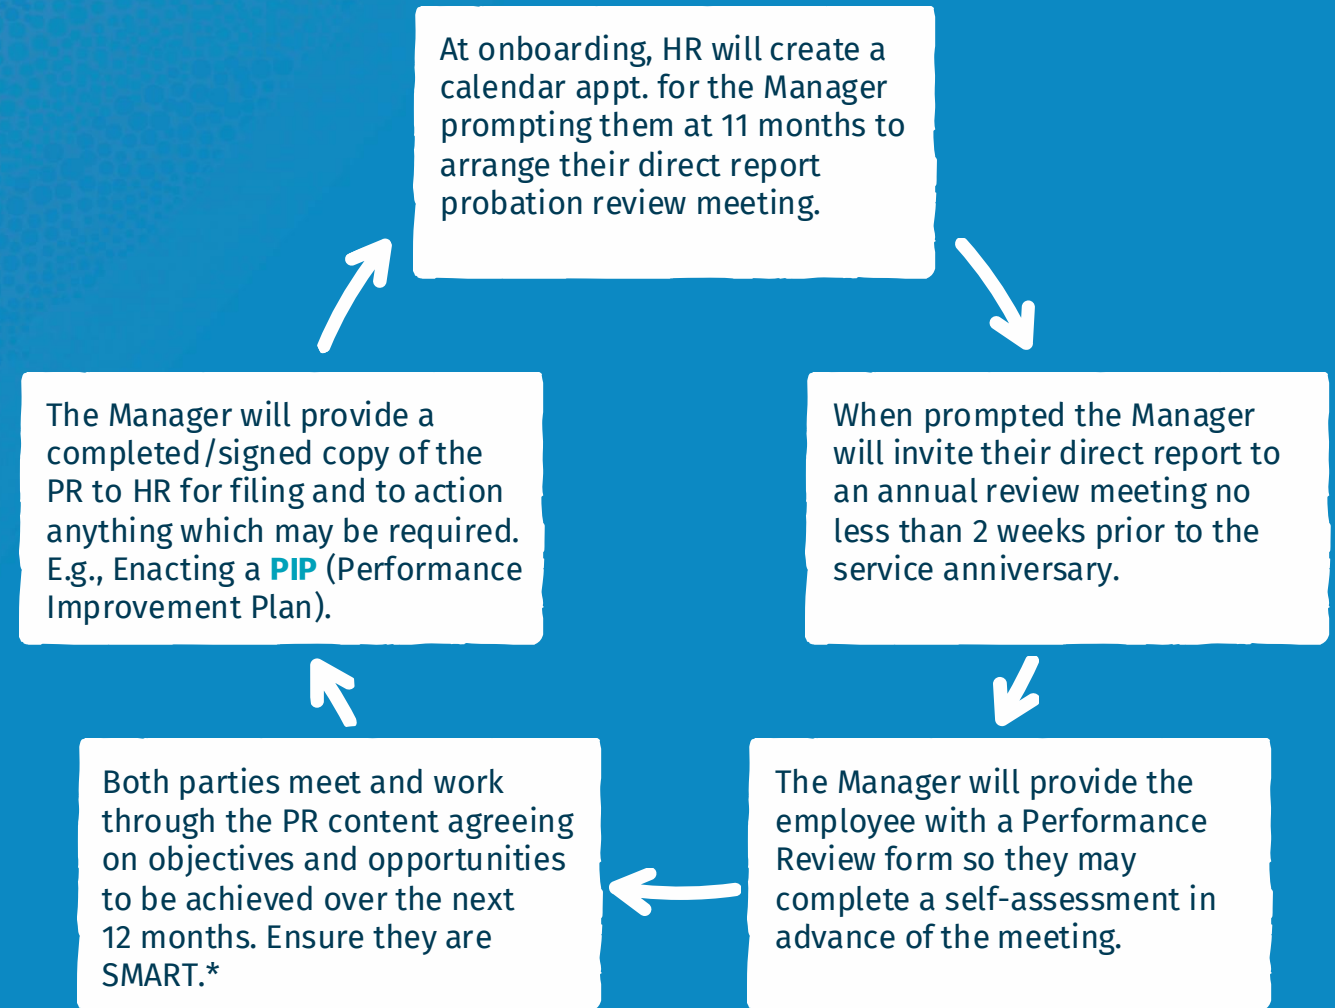 At onboarding, HR will create a
calendar appt. for the Manager
prompting them at 11 months to
arrange their direct report
probation review meeting.
When prompted the Manager
will invite their direct report to
an annual review meeting no
less than 2 weeks prior to the
service anniversary.
The Manager will provide the
employee with a Performance
Review form so they may
complete a self-assessment in
advance of the meeting.
Both parties meet and work
through the PR content agreeing
on objectives and opportunities
to be achieved over the next
12 months. Ensure they are
SMART.*
The Manager will provide a
completed/signed copy of the
PR to HR for filing and to action
anything which may be required.
E.g., Enacting a PIP (Performance
Improvement Plan).